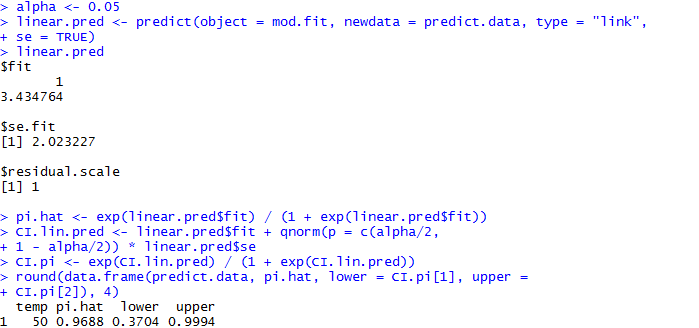 > alpha <- 0.05
> linear.pred <- predict(object = mod.fit, newdata = predict.data, type = "link",
+ se = TRUE)
> linear.pred
$fit
       1
3.434764

$se.fit
[1] 2.023227

$residual.scale
[1] 1

> pi.hat <- exp(linear.pred$fit) / (1 + exp(linear.pred$fit))
> CI.lin.pred <- linear.pred$fit + qnorm(p = c(alpha/2,
+ 1 - alpha/2)) * linear.pred$se
> CI.pi <- exp(CI.lin.pred) / (1 + exp(CI.lin.pred))
> round(data.frame(predict.data, pi.hat, lower = CI.pi[1], upper =
+ CI.pi[2]), 4)
  temp pi.hat  lower  upper
1   50 0.9688 0.3704 0.9994